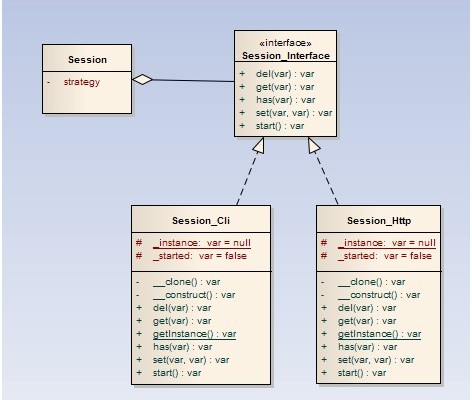 Session
- strategy
«interface»
Session_Interface
+ del(var) : var
+ get(var) : var
+ has(var) : var
+ set(var, var) : var
+ start() : var
Session_Cli
# _instance: var = null
# _started: var = false
- __clone() : var
- __construct() : var
+ del(var) : var
+ get(var) : var
+ getInstance() : var
+ has(var) : var
+ set(var, var) : var
+ start() : var
Session_Http
# _instance: var = null
# _started: var = false
- __clone() : var
- __construct() : var
+ del(var) : var
+ get(var) : var
+ getInstance() : var
+ has(var) : var
+ set(var, var) : var
+ start() : var